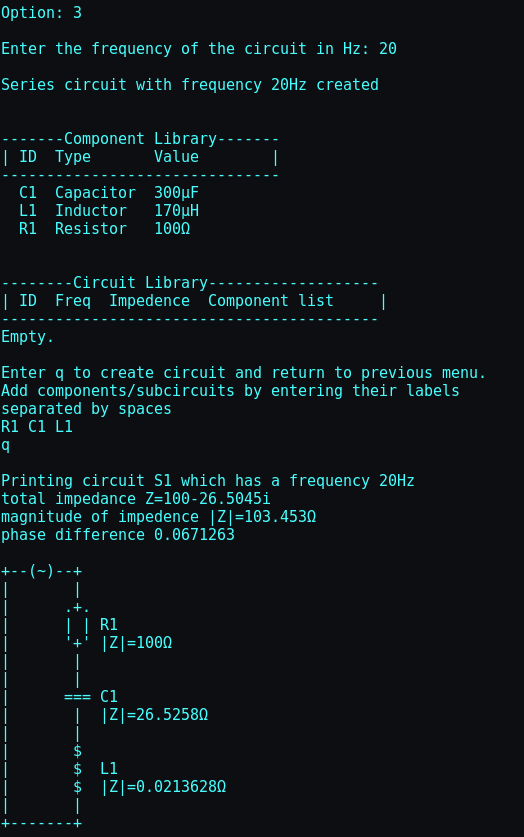 Option: 3
Enter the frequency of the circuit in Hz: 20
Series circuit with frequency 20Hz created
-------Component Library-------
| ID  Type       Value        |
-------------------------------
  C1  Capacitor  300µF
  L1  Inductor   170µH
  R1  Resistor   100Ω
--------Circuit Library-------------------
| ID  Freq  Impedence  Component list     |
------------------------------------------
Empty.
Enter q to create circuit and return to previous menu.
Add components/subcircuits by entering their labels
separated by spaces
R1 C1 L1
q
Printing circuit S1 which has a frequency 20Hz
total impedance Z=100-26.5045i
magnitude of impedence |Z|=103.453Ω
phase difference 0.0671263
+--(~)--+
|       |
|      .+.
|      | | R1
|      '+' |Z|=100Ω
|       |
|       |
|      === C1
|       |  |Z|=26.5258Ω
|       |
|       $
|       $  L1
|       $  |Z|=0.0213628Ω
|       |
+-------+